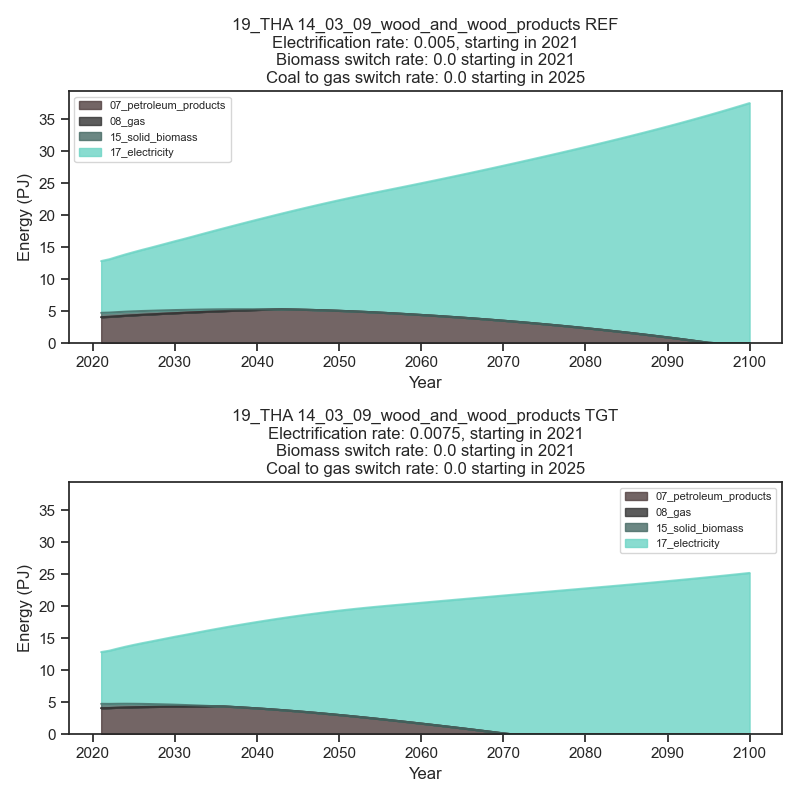 19_THA 14_03_09_wood_and_wood_products REF
Electrification rate: 0.005, starting in 2021
Biomass switch rate: 0.0 starting in 2021
Coal to gas switch rate: 0.0 starting in 2025
07_petroleum_products
08_gas
15_solid_biomass
17_electricity
Energy (PJ)
35
30
25
20
15
10
5
0
2020 2030 2040 2050 2060 2070 2080 2090 2100
Year
19_THA 14_03_09_wood_and_wood_products TGT
Electrification rate: 0.0075, starting in 2021
Biomass switch rate: 0.0 starting in 2021
Coal to gas switch rate: 0.0 starting in 2025
07_petroleum_products
08_gas
15_solid_biomass
17_electricity
Energy (PJ)
35
30
25
20
15
10
5
0
2020 2030 2040 2050 2060 2070 2080 2090 2100
Year